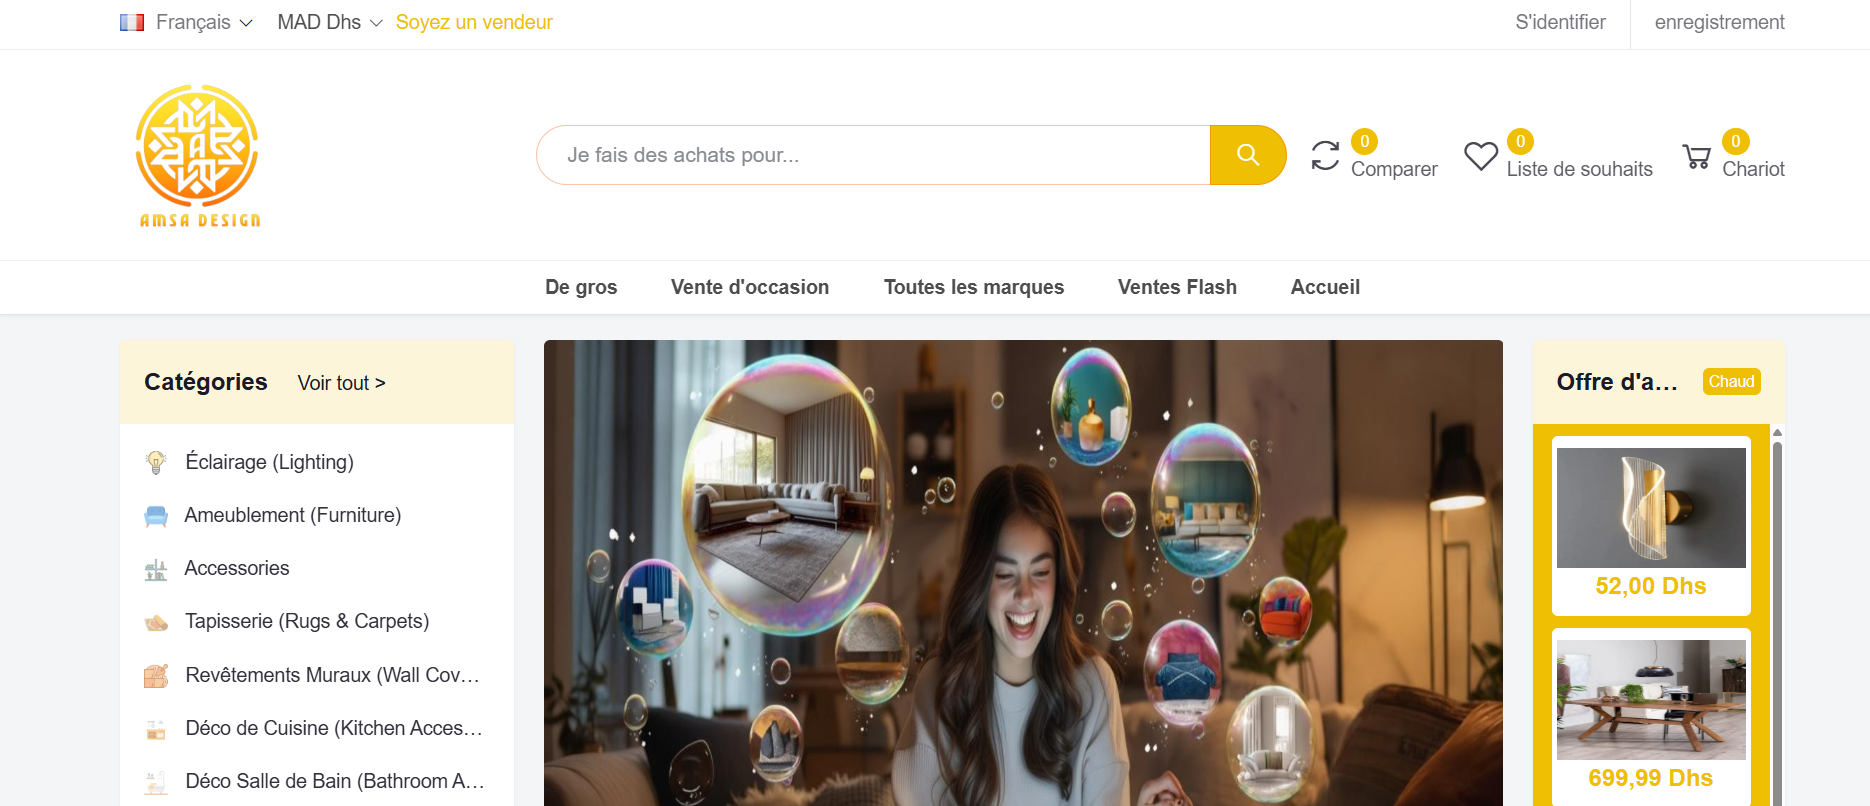 Français
MAD Dhs
Soyez un vendeur
S'identifier
enregistrement
AMSA DESIGN
Je fais des achats pour...
0
Comparer
0
Liste de souhaits
0
Chariot
De gros
Vente d'occasion
Toutes les marques
Ventes Flash
Accueil
Catégories
Voir tout >
Éclairage (Lighting)
Ameublement (Furniture)
Accessories
Tapisserie (Rugs & Carpets)
Revêtements Muraux (Wall Cov...
Déco de Cuisine (Kitchen Acces...
Déco Salle de Bain (Bathroom A...
Offre d'a...
Chaud
52,00 Dhs
699,99 Dhs